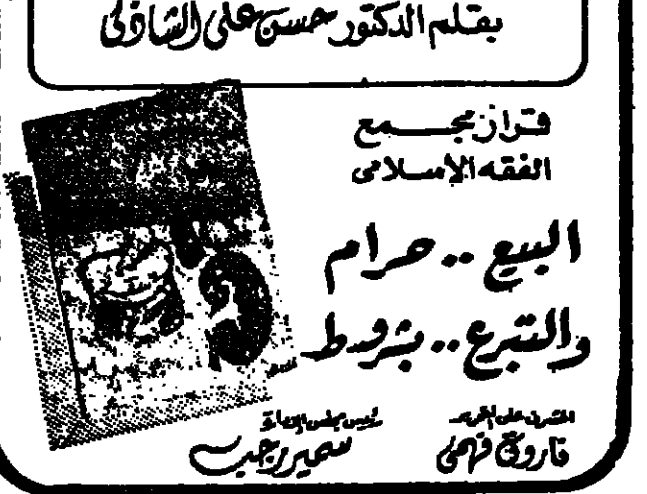 بقلم الدكتور حسن على الشاذلى
قرار مجمع
الفقه الإسلامى
البيع .. حرام
والتبرع .. بشروط
المشرف على التحرير
رئيس مجلس الإدارة
فاروق فهمى
سمير رجب